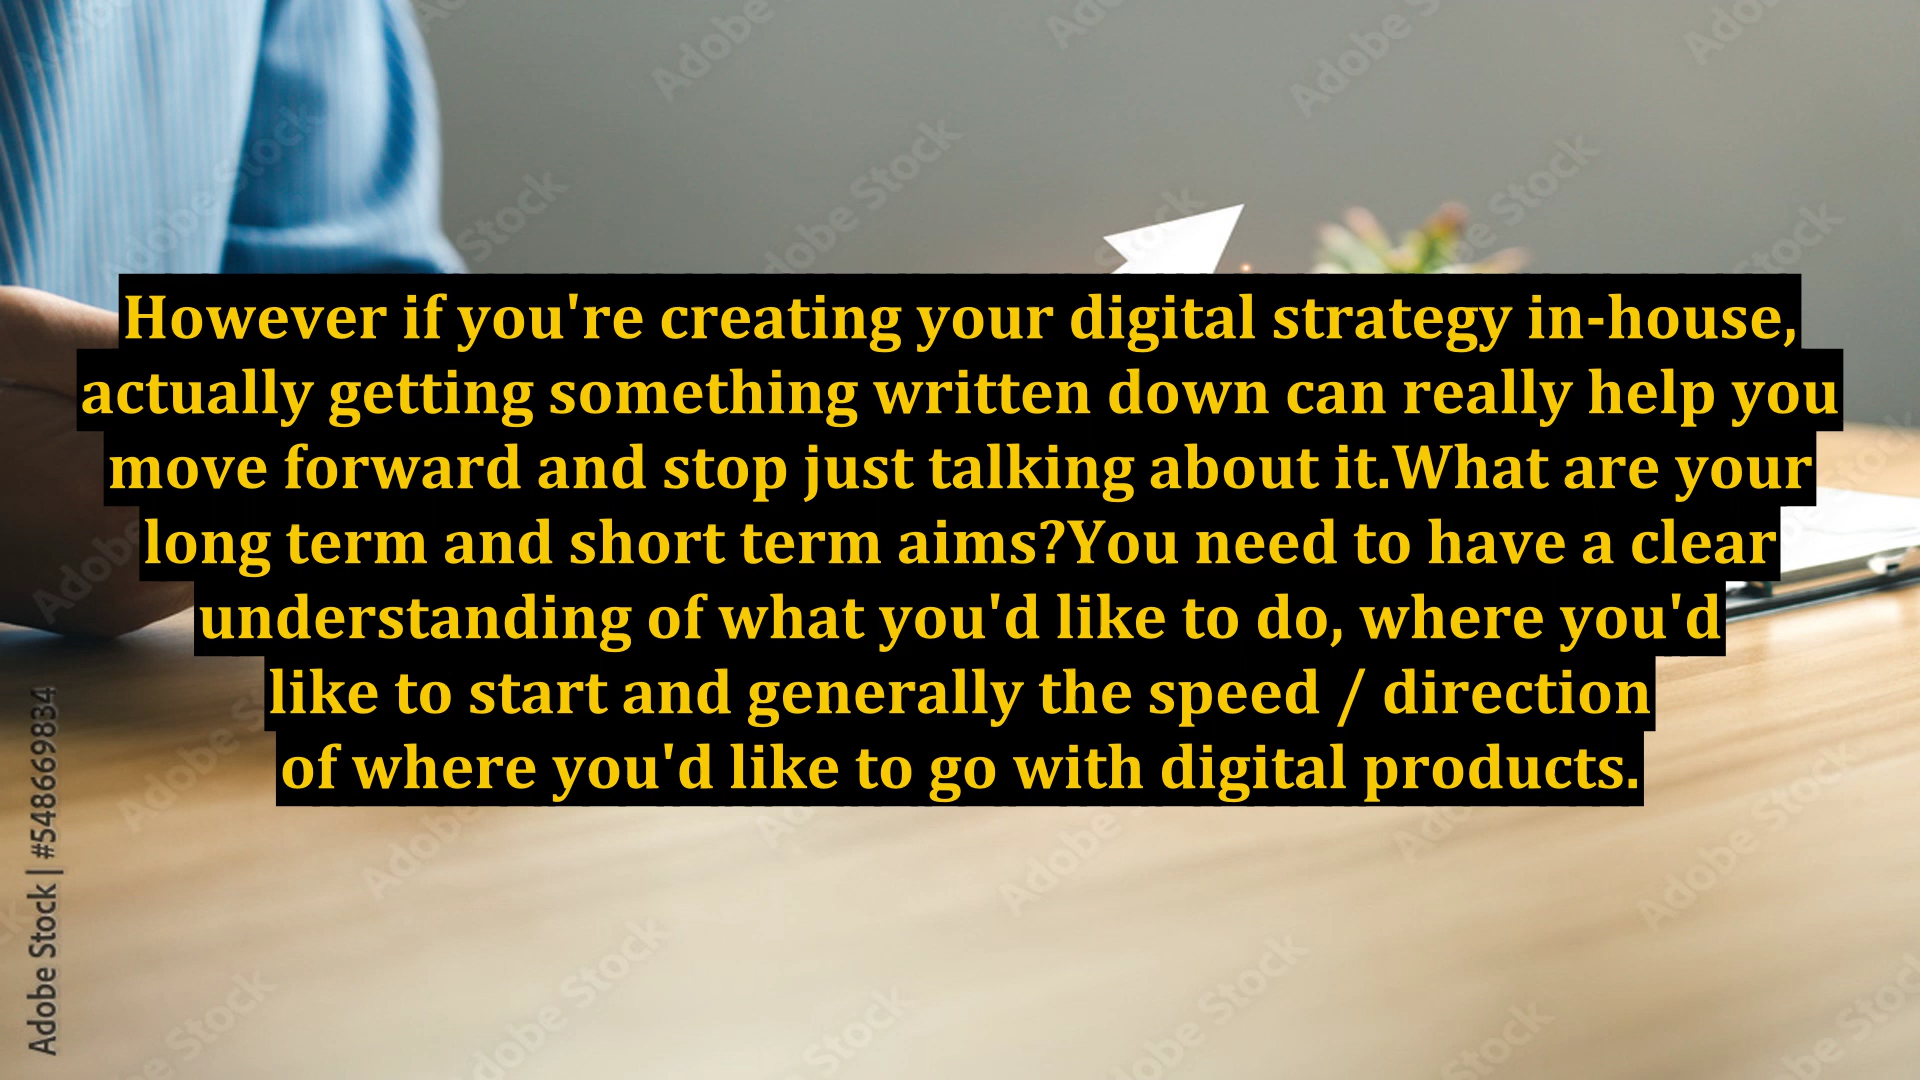 However if you're creating your digital strategy in-house,
actually getting something written down can really help you
move forward and stop just talking about it.What are your
long term and short term aims?You need to have a clear
understanding of what you'd like to do, where you'd
like to start and generally the speed / direction
of where you'd like to go with digital products.
Adobe Stock | #548669834